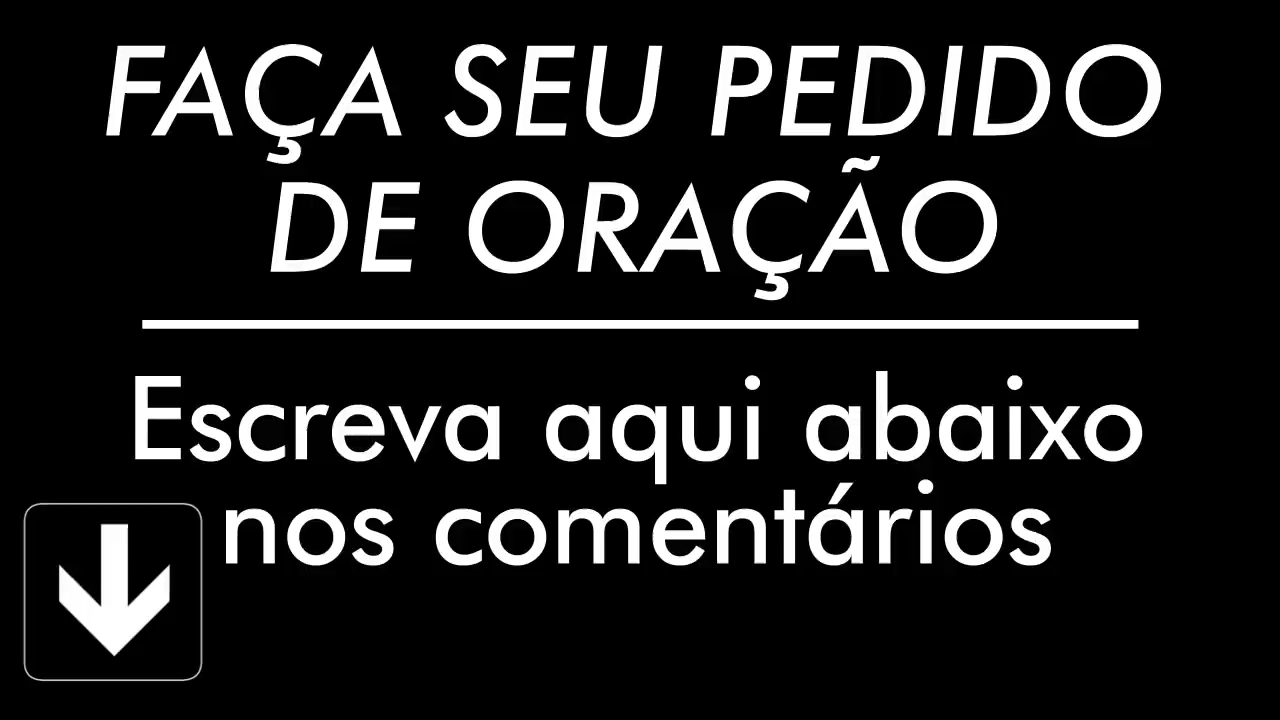 FAÇA SEU PEDIDO
DE ORAÇÃO
Escreva aqui abaixo
nos comentários